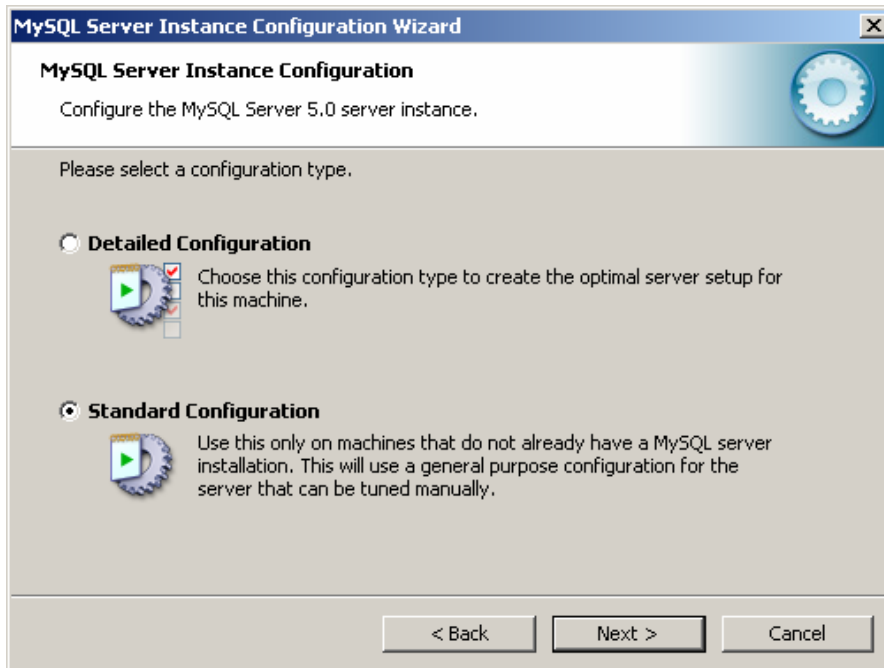 MySQL Server Instance Configuration Wizard
MySQL Server Instance Configuration
Configure the MySQL Server 5.0 server instance.
Please select a configuration type.
Detailed Configuration
Choose this configuration type to create the optimal server setup for
this machine.
Standard Configuration
Use this only on machines that do not already have a MySQL server
installation. This will use a general purpose configuration for the
server that can be tuned manually.
< Back
Next >
Cancel